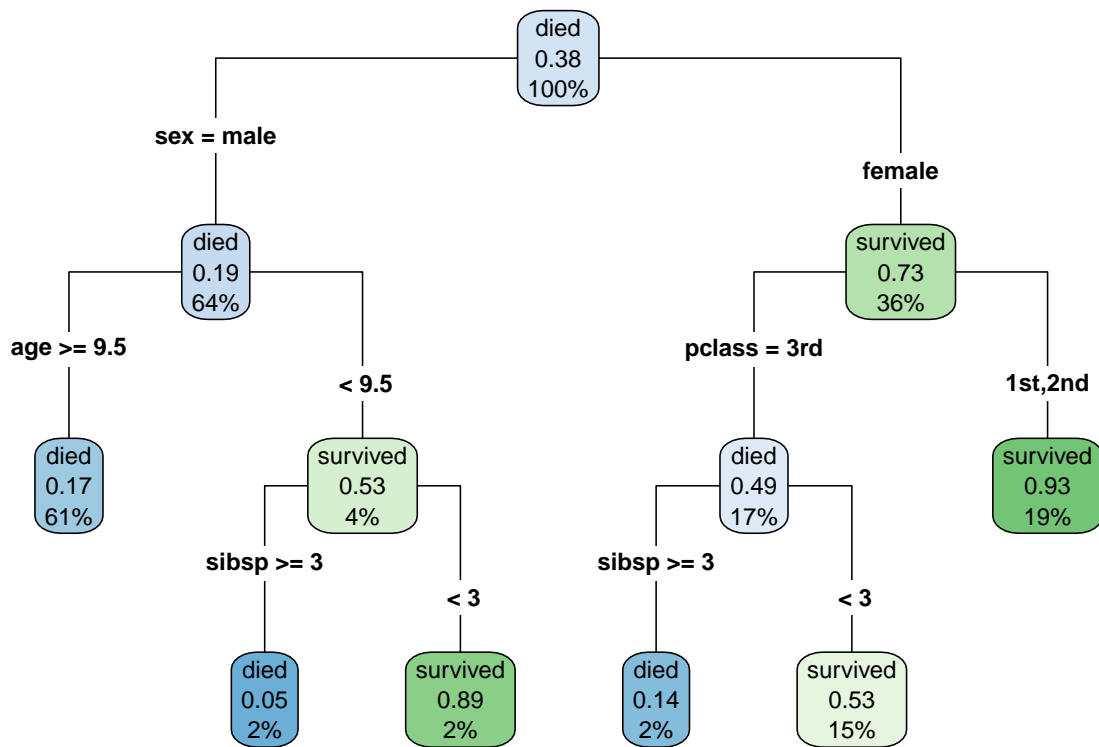 died
0.38
100%
sex = male
female
died
0.19
64%
survived
0.73
36%
age >= 9.5
< 9.5
pclass = 3rd
1st,2nd
died
0.17
61%
survived
0.53
4%
died
0.49
17%
survived
0.93
19%
sibsp >= 3
< 3
sibsp >= 3
< 3
died
0.05
2%
survived
0.89
2%
died
0.14
2%
survived
0.53
15%